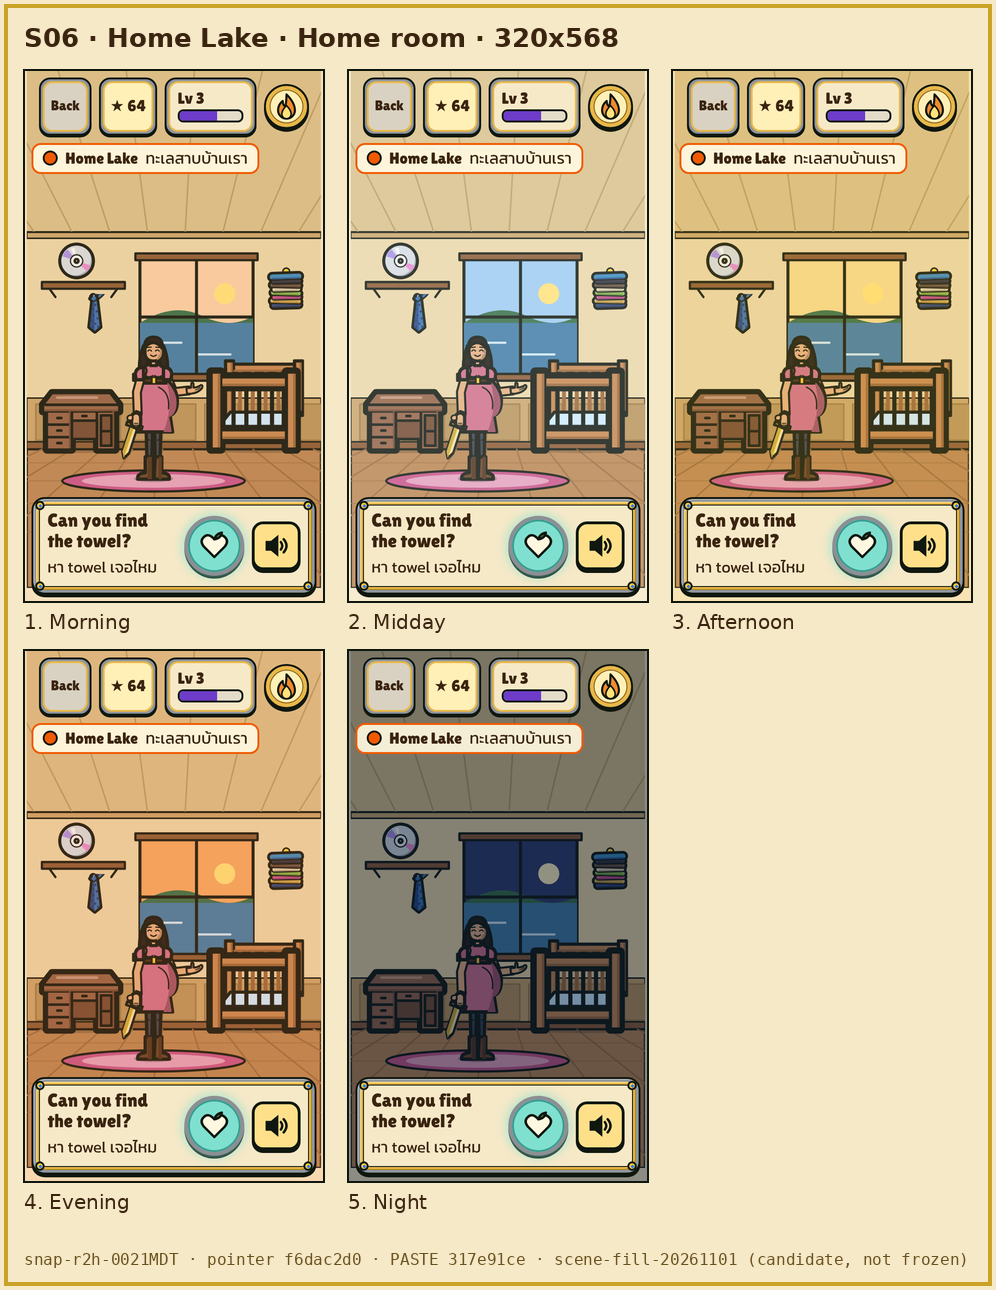 S06 · Home Lake · Home room · 320x568
Back
★ 64
Lv 3
Home Lake ทะเลสาบบ้านเรา
Can you find
the towel?
หา towel เจอไหม
1. Morning
Back
★ 64
Lv 3
Home Lake ทะเลสาบบ้านเรา
Can you find
the towel?
หา towel เจอไหม
2. Midday
Back
★ 64
Lv 3
Home Lake ทะเลสาบบ้านเรา
Can you find
the towel?
หา towel เจอไหม
3. Afternoon
Back
★ 64
Lv 3
Home Lake ทะเลสาบบ้านเรา
Can you find
the towel?
หา towel เจอไหม
4. Evening
Back
★ 64
Lv 3
Home Lake ทะเลสาบบ้านเรา
Can you find
the towel?
หา towel เจอไหม
5. Night
snap-r2h-0021MDT · pointer f6dac2d0 · PASTE 317e91ce · scene-fill-20261101 (candidate, not frozen)